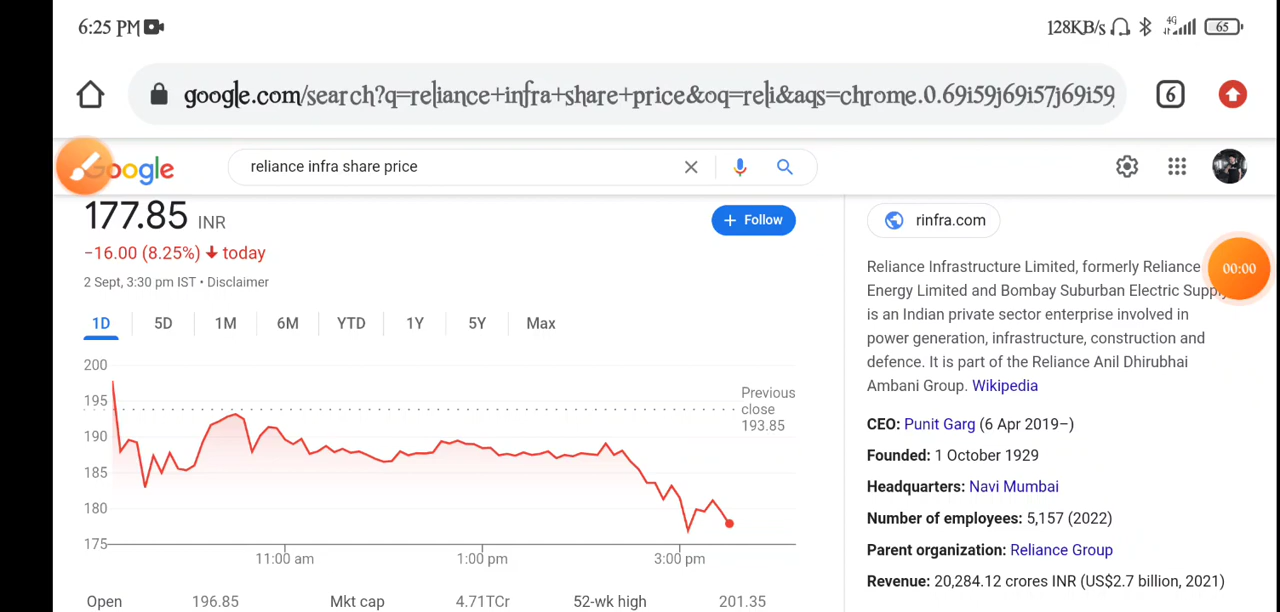 6:25 PM
128KB/s 4G 65
google.com/search?q=reliance+infra+share+price&oq=reli&aqs=chrome.0.69i59j69i57j69i59
6
oogle
reliance infra share price
177.85 INR
+ Follow
−16.00 (8.25%) today
2 Sept, 3:30 pm IST • Disclaimer
1D 5D 1M 6M YTD 1Y 5Y Max
200
195
190
185
180
175
Previous
close
193.85
11:00 am 1:00 pm 3:00 pm
Open 196.85 Mkt cap 4.71TCr 52-wk high 201.35
rinfra.com
00:00
Reliance Infrastructure Limited, formerly Reliance
Energy Limited and Bombay Suburban Electric Supply
is an Indian private sector enterprise involved in
power generation, infrastructure, construction and
defence. It is part of the Reliance Anil Dhirubhai
Ambani Group. Wikipedia
CEO: Punit Garg (6 Apr 2019–)
Founded: 1 October 1929
Headquarters: Navi Mumbai
Number of employees: 5,157 (2022)
Parent organization: Reliance Group
Revenue: 20,284.12 crores INR (US$2.7 billion, 2021)